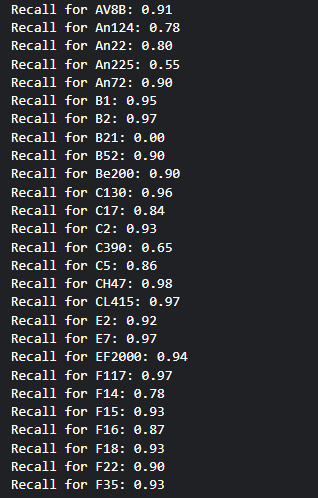 Recall for AV8B: 0.91
Recall for An124: 0.78
Recall for An22: 0.80
Recall for An225: 0.55
Recall for An72: 0.90
Recall for B1: 0.95
Recall for B2: 0.97
Recall for B21: 0.00
Recall for B52: 0.90
Recall for Be200: 0.90
Recall for C130: 0.96
Recall for C17: 0.84
Recall for C2: 0.93
Recall for C390: 0.65
Recall for C5: 0.86
Recall for CH47: 0.98
Recall for CL415: 0.97
Recall for E2: 0.92
Recall for E7: 0.97
Recall for EF2000: 0.94
Recall for F117: 0.97
Recall for F14: 0.78
Recall for F15: 0.93
Recall for F16: 0.87
Recall for F18: 0.93
Recall for F22: 0.90
Recall for F35: 0.93